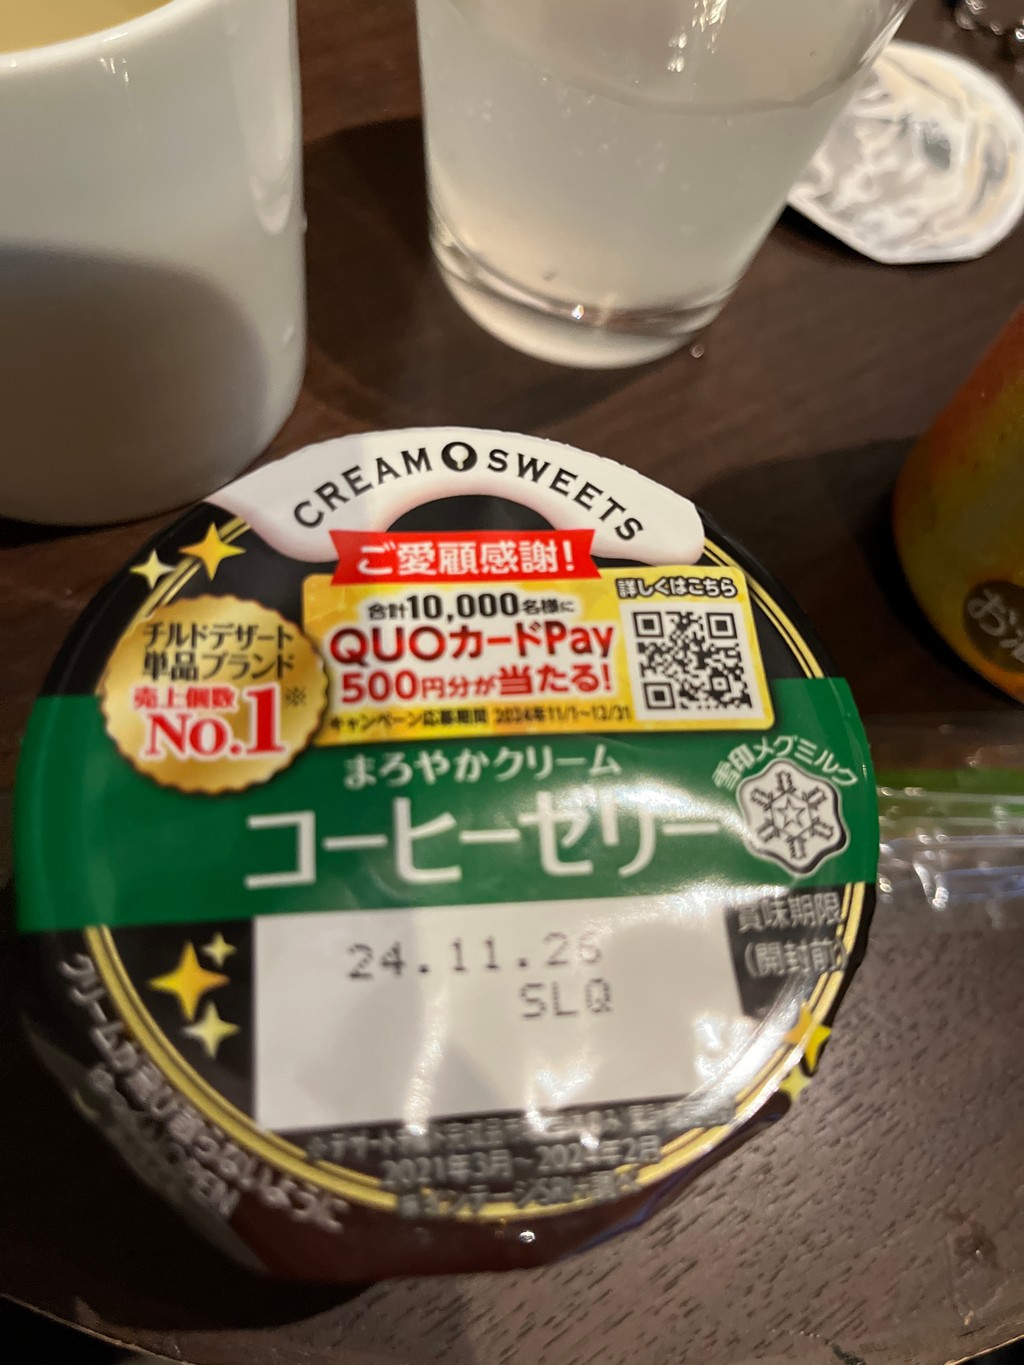 CREAM SWEETS
ご愛顧感謝!
詳しくはこちら
合計10,000名様に
QUOカードPay
500円分が当たる!
キャンペーン応募期間 2024年11/1~12/31
チルドデザート
単品ブランド
売上個数
No.1※
まろやかクリーム
コーヒーゼリー
雪印メグミルク
賞味期限
(開封前)
24.11.26
SLQ
2021年3月~2024年2月
OPEN